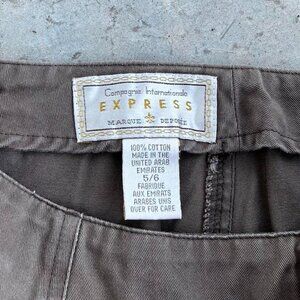 Compagnie Internationale
EXPRESS
MARQUE DEPOSÉE
100% COTTON
MADE IN THE
UNITED ARAB
EMIRATES
5/6
FABRIQUE
AUX EMIRATS
ARABES UNIS
OVER FOR CARE